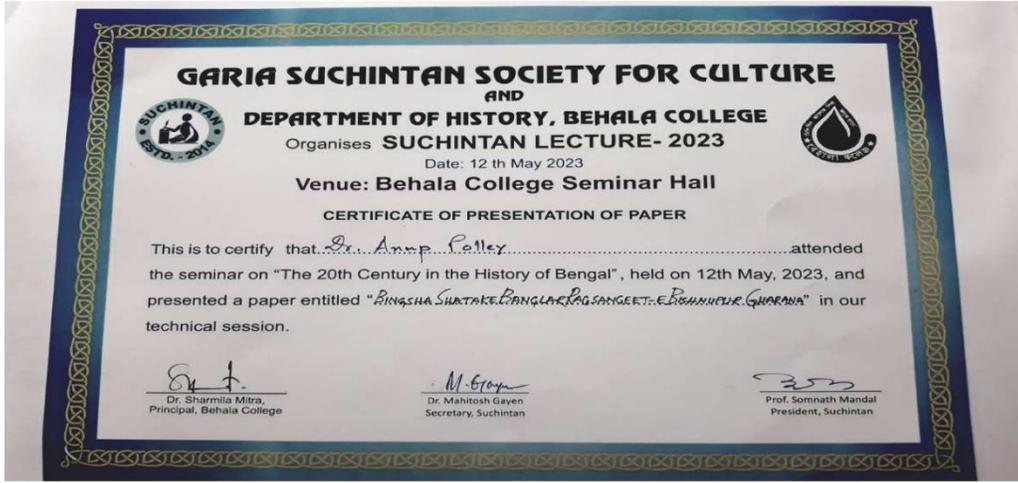 GARIA SUCHINTAN SOCIETY FOR CULTURE
AND
DEPARTMENT OF HISTORY, BEHALA COLLEGE
SUCHINTAN
ESTD. - 2014
Organises SUCHINTAN LECTURE- 2023
Date: 12 th May 2023
Venue: Behala College Seminar Hall
CERTIFICATE OF PRESENTATION OF PAPER
This is to certify that Dr. Anup Polley attended
the seminar on “The 20th Century in the History of Bengal”, held on 12th May, 2023, and
presented a paper entitled “BINGSHA SHATAKE BANGLAR RAGSANGEET-E BISHNUPUR GHARANA” in our
technical session.
M. Gayen
Dr. Sharmila Mitra,
Principal, Behala College
Dr. Mahitosh Gayen
Secretary, Suchintan
Prof. Somnath Mandal
President, Suchintan